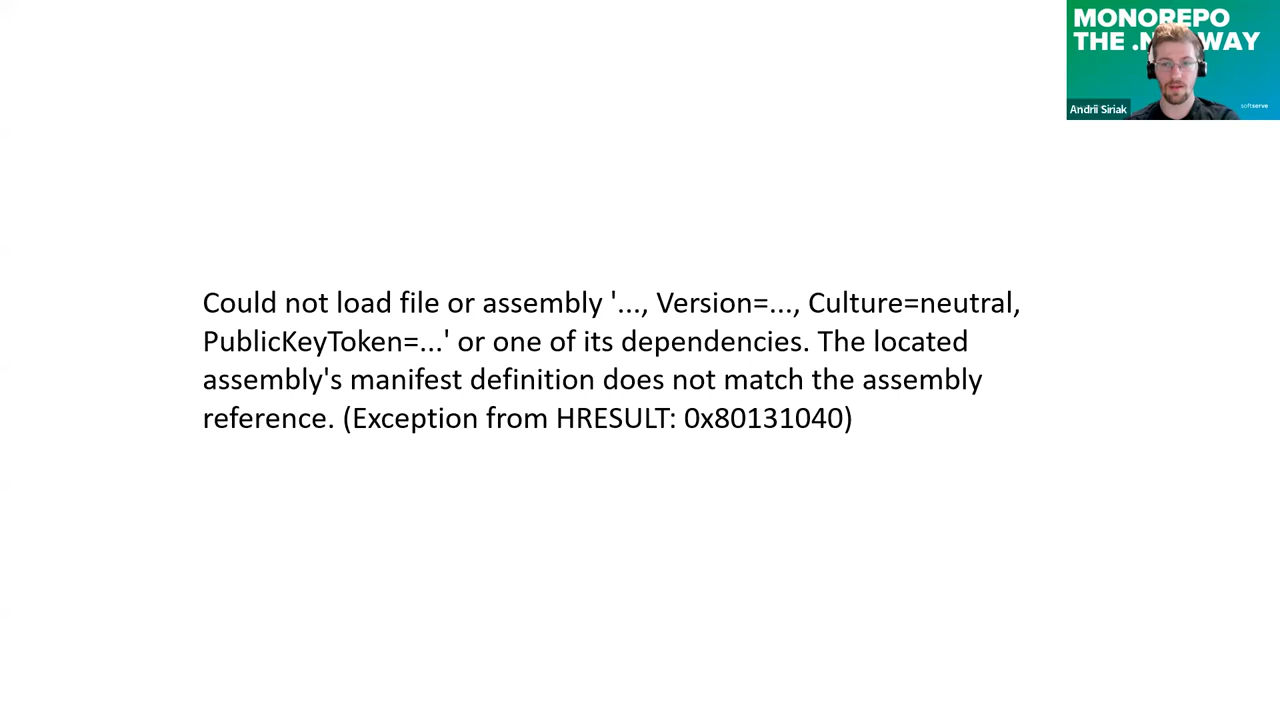 MONOREPO
THE .N WAY
Andrii Siriak
softserve
Could not load file or assembly '..., Version=..., Culture=neutral,
PublicKeyToken=...' or one of its dependencies. The located
assembly's manifest definition does not match the assembly
reference. (Exception from HRESULT: 0x80131040)